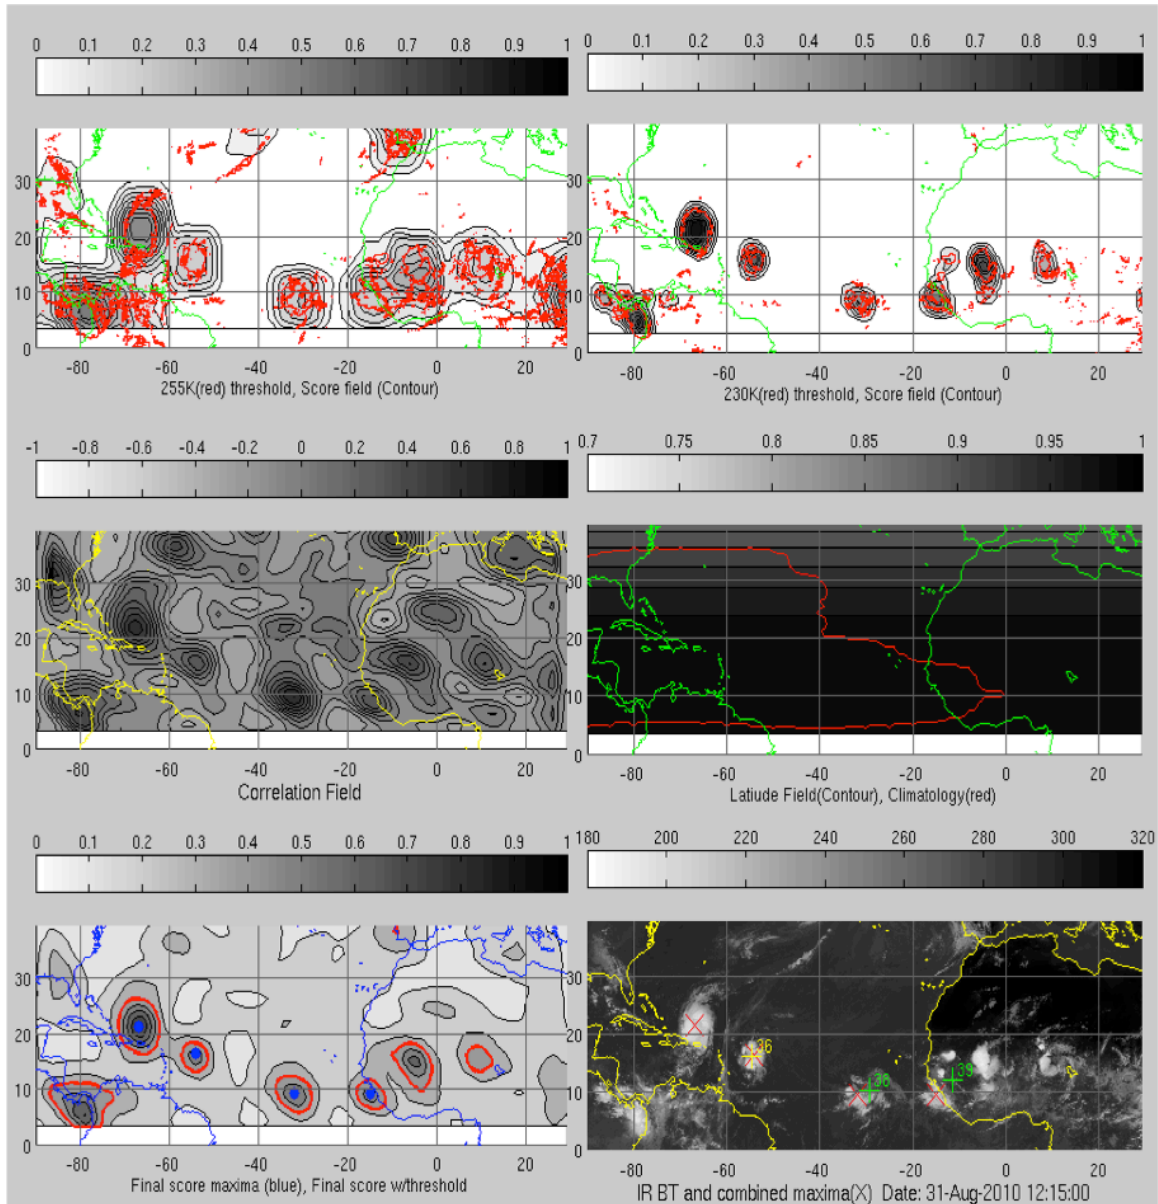 0 0.1 0.2 0.3 0.4 0.5 0.6 0.7 0.8 0.9 1
0 0.1 0.2 0.3 0.4 0.5 0.6 0.7 0.8 0.9 1
30
20
10
0
-80 -60 -40 -20 0 20
255K(red) threshold, Score field (Contour)
30
20
10
0
-80 -60 -40 -20 0 20
230K(red) threshold, Score field (Contour)
-1 -0.8 -0.6 -0.4 -0.2 0 0.2 0.4 0.6 0.8 1
0.7 0.75 0.8 0.85 0.9 0.95 1
30
20
10
0
-80 -60 -40 -20 0 20
Correlation Field
30
20
10
0
-80 -60 -40 -20 0 20
Latiude Field(Contour), Climatology(red)
0 0.1 0.2 0.3 0.4 0.5 0.6 0.7 0.8 0.9 1
180 200 220 240 260 280 300 320
30
20
10
0
-80 -60 -40 -20 0 20
Final score maxima (blue), Final score w/threshold
30
20
10
0
36
38
39
-80 -60 -40 -20 0 20
IR BT and combined maxima(X) Date: 31-Aug-2010 12:15:00